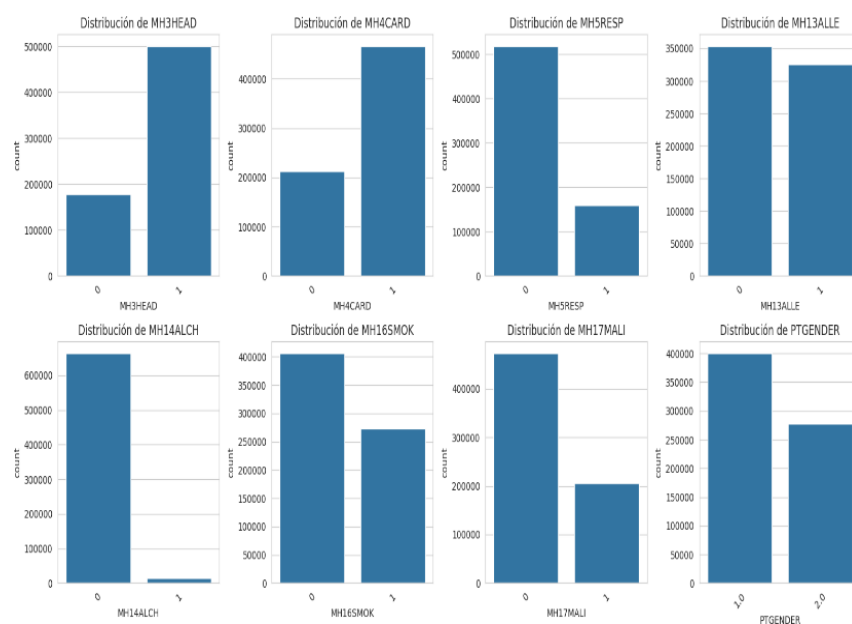 Distribución de MH3HEAD
500000
400000
300000
200000
100000
0
count
0
1
MH3HEAD
Distribución de MH4CARD
400000
300000
200000
100000
0
count
0
1
MH4CARD
Distribución de MH5RESP
500000
400000
300000
200000
100000
0
count
0
1
MH5RESP
Distribución de MH13ALLE
350000
300000
250000
200000
150000
100000
50000
0
count
0
1
MH13ALLE
Distribución de MH14ALCH
600000
500000
400000
300000
200000
100000
0
count
0
1
MH14ALCH
Distribución de MH16SMOK
400000
350000
300000
250000
200000
150000
100000
50000
0
count
0
1
MH16SMOK
Distribución de MH17MALI
400000
300000
200000
100000
0
count
0
1
MH17MALI
Distribución de PTGENDER
400000
350000
300000
250000
200000
150000
100000
50000
0
count
1.0
2.0
PTGENDER